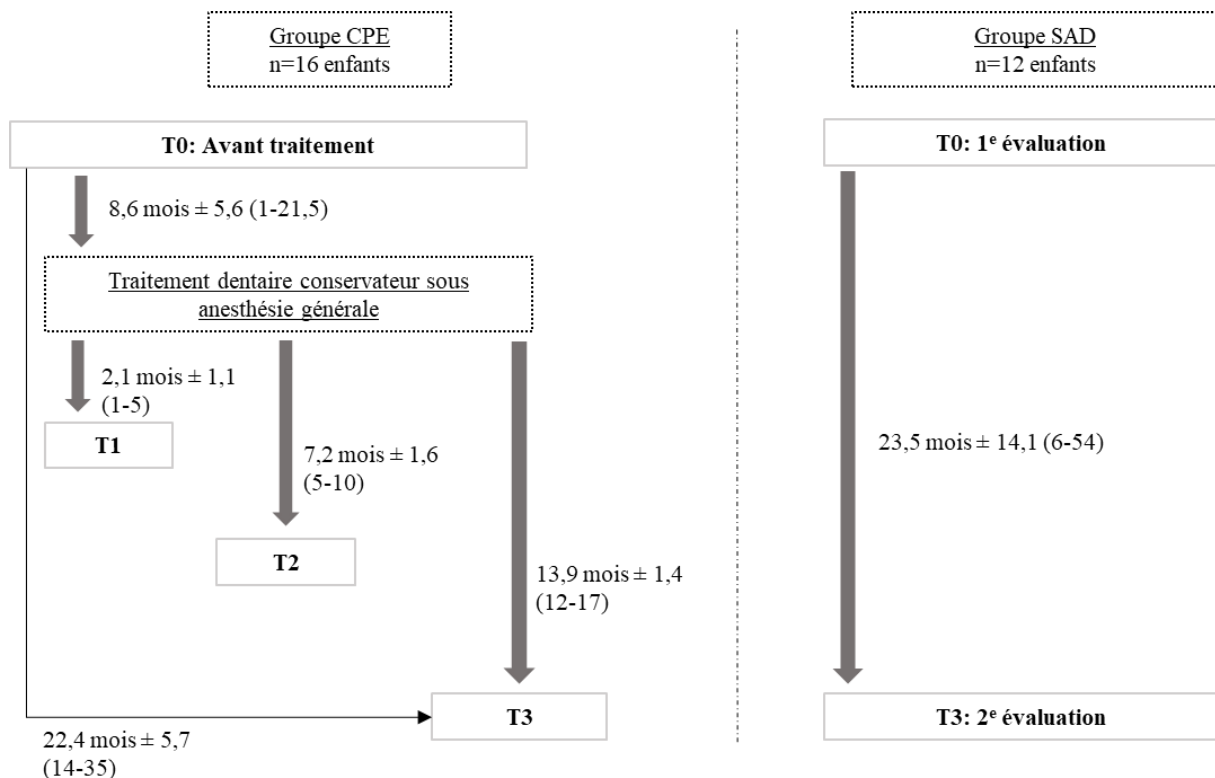 Groupe CPE
n=16 enfants
T0: Avant traitement
8,6 mois ± 5,6 (1-21,5)
Traitement dentaire conservateur sous
anesthésie générale
2,1 mois ± 1,1
(1-5)
T1
7,2 mois ± 1,6
(5-10)
T2
13,9 mois ± 1,4
(12-17)
T3
22,4 mois ± 5,7
(14-35)
Groupe SAD
n=12 enfants
T0: 1ᵉ évaluation
23,5 mois ± 14,1 (6-54)
T3: 2ᵉ évaluation